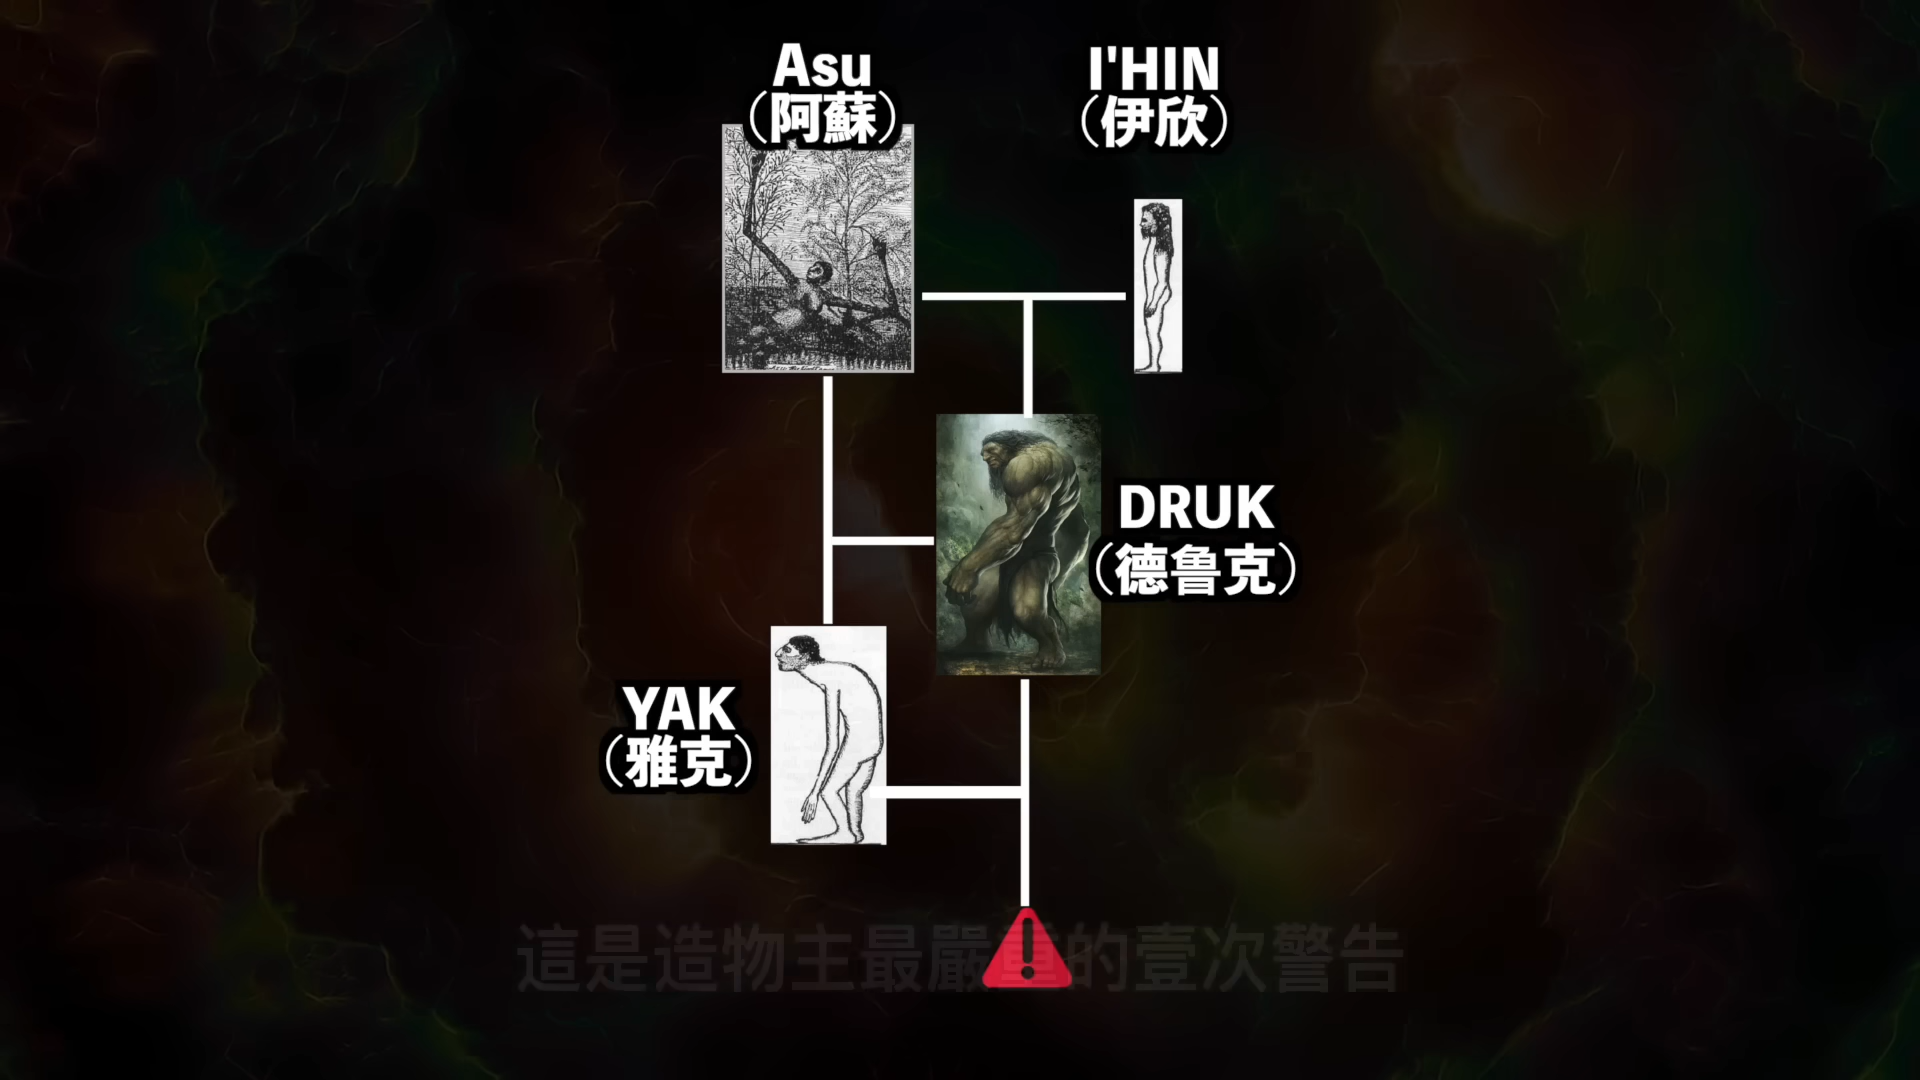 Asu
（阿蘇）
I'HIN
（伊欣）
DRUK
（德鲁克）
YAK
（雅克）
這是造物主最嚴重的壹次警告